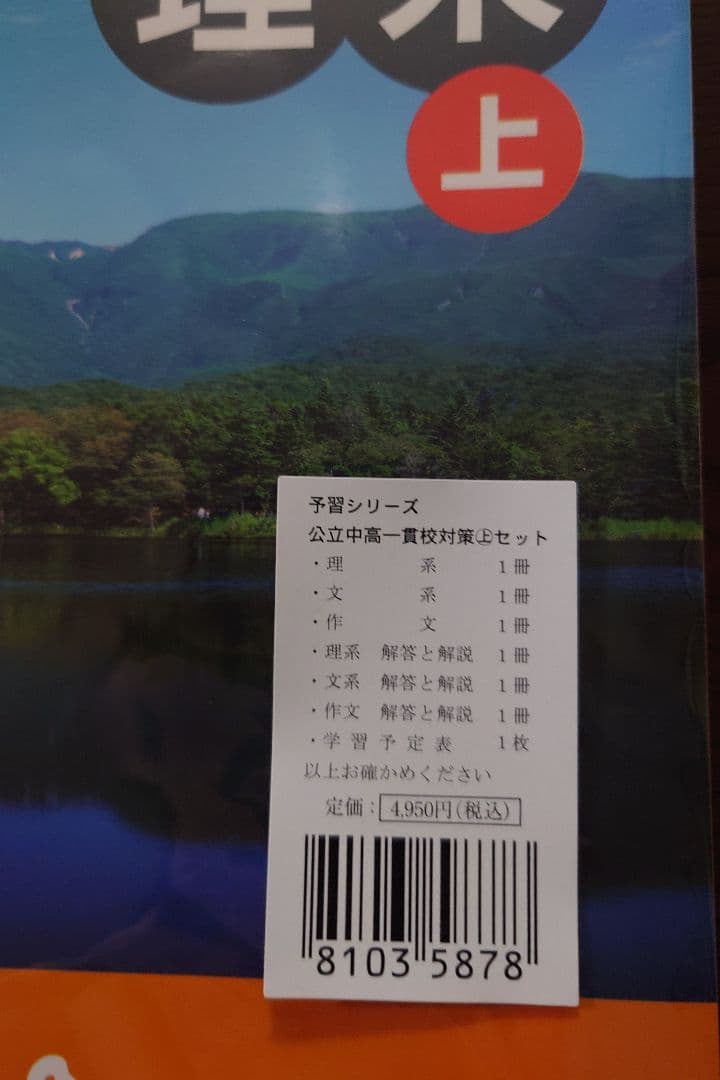 理系
上
予習シリーズ
公立中高一貫校対策㊤セット
・理 系 1冊
・文 系 1冊
・作 文 1冊
・理系 解答と解説 1冊
・文系 解答と解説 1冊
・作文 解答と解説 1冊
・学習予定表 1枚
以上お確かめください
定価：4,950円(税込)
8103 5878